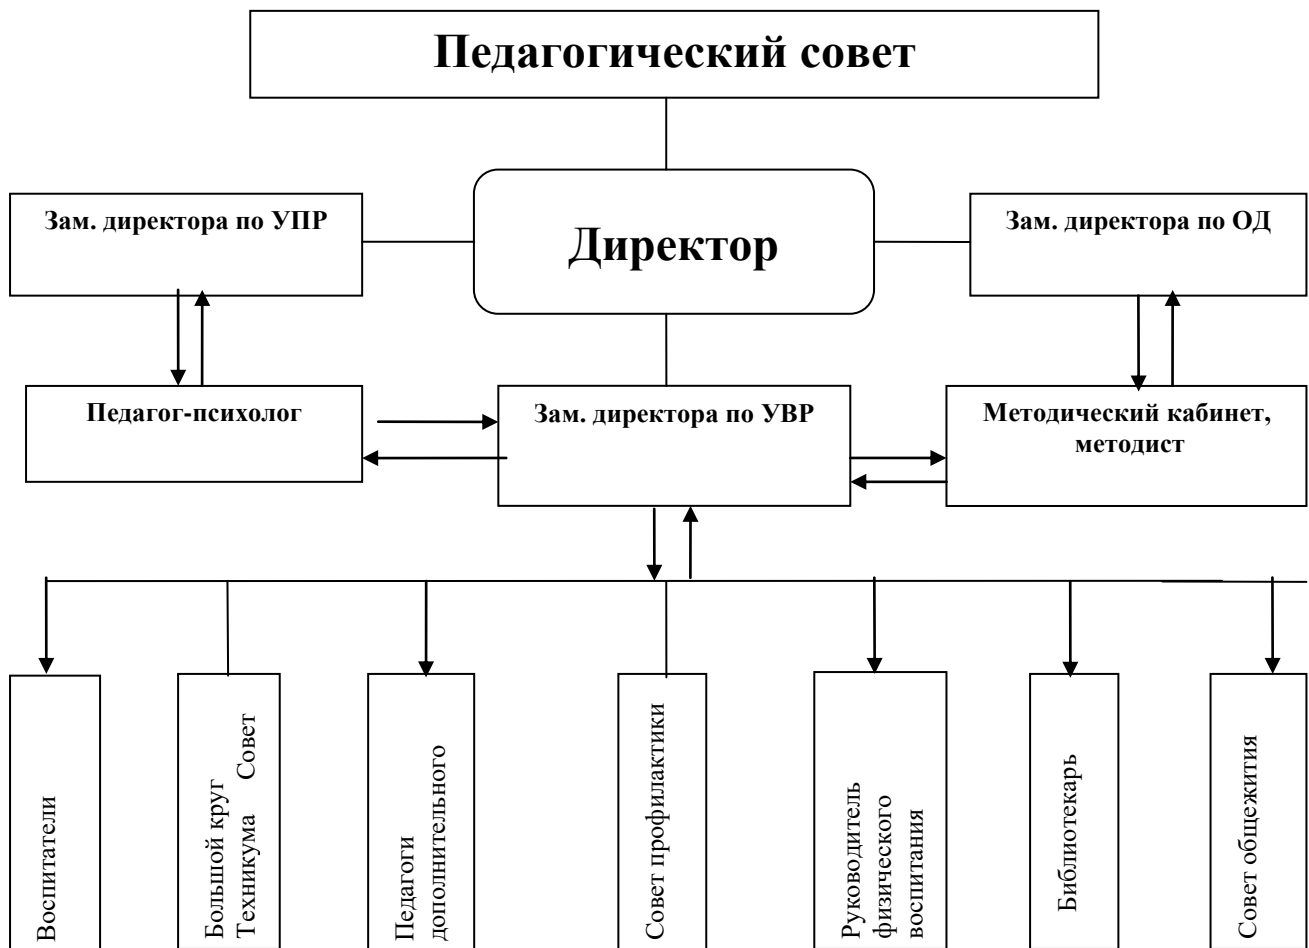 Педагогический совет
Зам. директора по УПР
Директор
Зам. директора по ОД
Педагог-психолог
Зам. директора по УВР
Методический кабинет,
методист
Воспитатели
Большой круг
Техникума Совет
Педагоги
дополнительного
Совет профилактики
Руководитель
физического
воспитания
Библиотекарь
Совет общежития